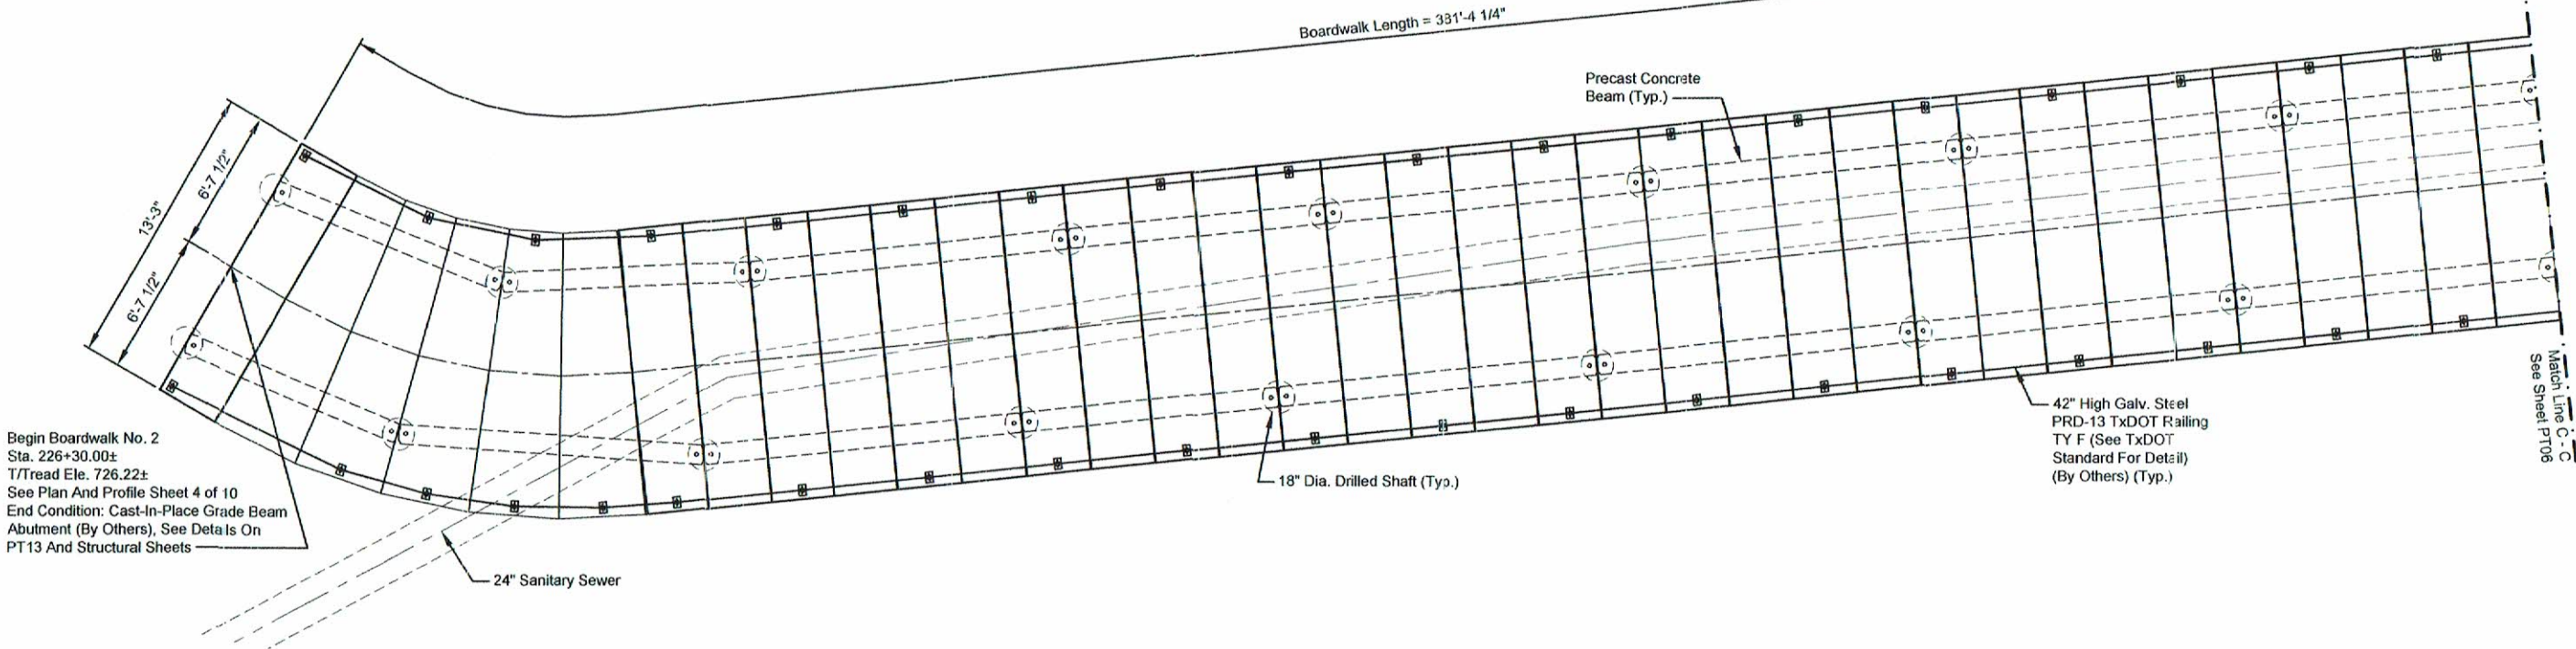 Boardwalk Length = 331'-4 1/4"
Precast Concrete
Beam (Typ.)
6'-7 1/2"
13'-3"
6'-7 1/2"
Begin Boardwalk No. 2
Sta. 226+30.00±
T/Tread Ele. 726.22±
See Plan And Profile Sheet 4 of 10
End Condition: Cast-In-Place Grade Beam
Abutment (By Others), See Details On
PT13 And Structural Sheets
24" Sanitary Sewer
18" Dia. Drilled Shaft (Typ.)
42" High Galv. Steel
PRD-13 TxDOT Railing
TY F (See TxDOT
Standard For Detail)
(By Others) (Typ.)
Match Line C - C
See Sheet PT06